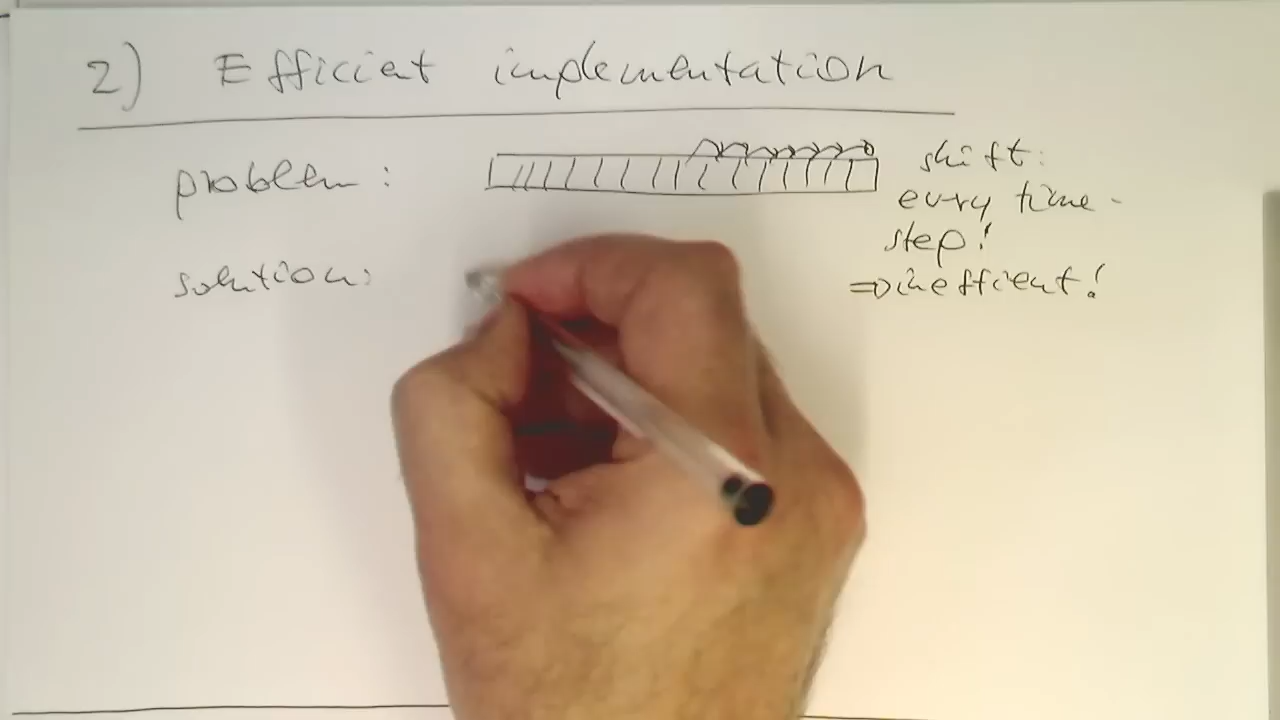 2) Efficient implementation
problem:
shift:
every time-
step!
solution:
⇒inefficient!